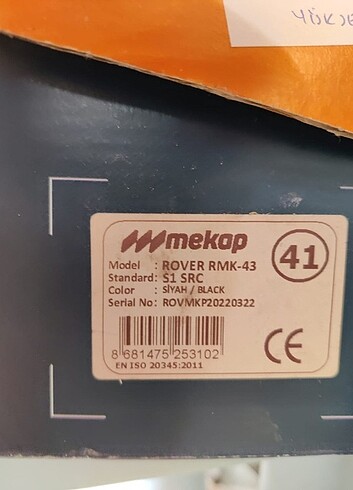 YÜKSE
mekap
41
Model : ROVER RMK-43
Standard: S1 SRC
Color : SİYAH / BLACK
Serial No: ROVMKP20220322
8 681475 253102
CE
EN ISO 20345:2011